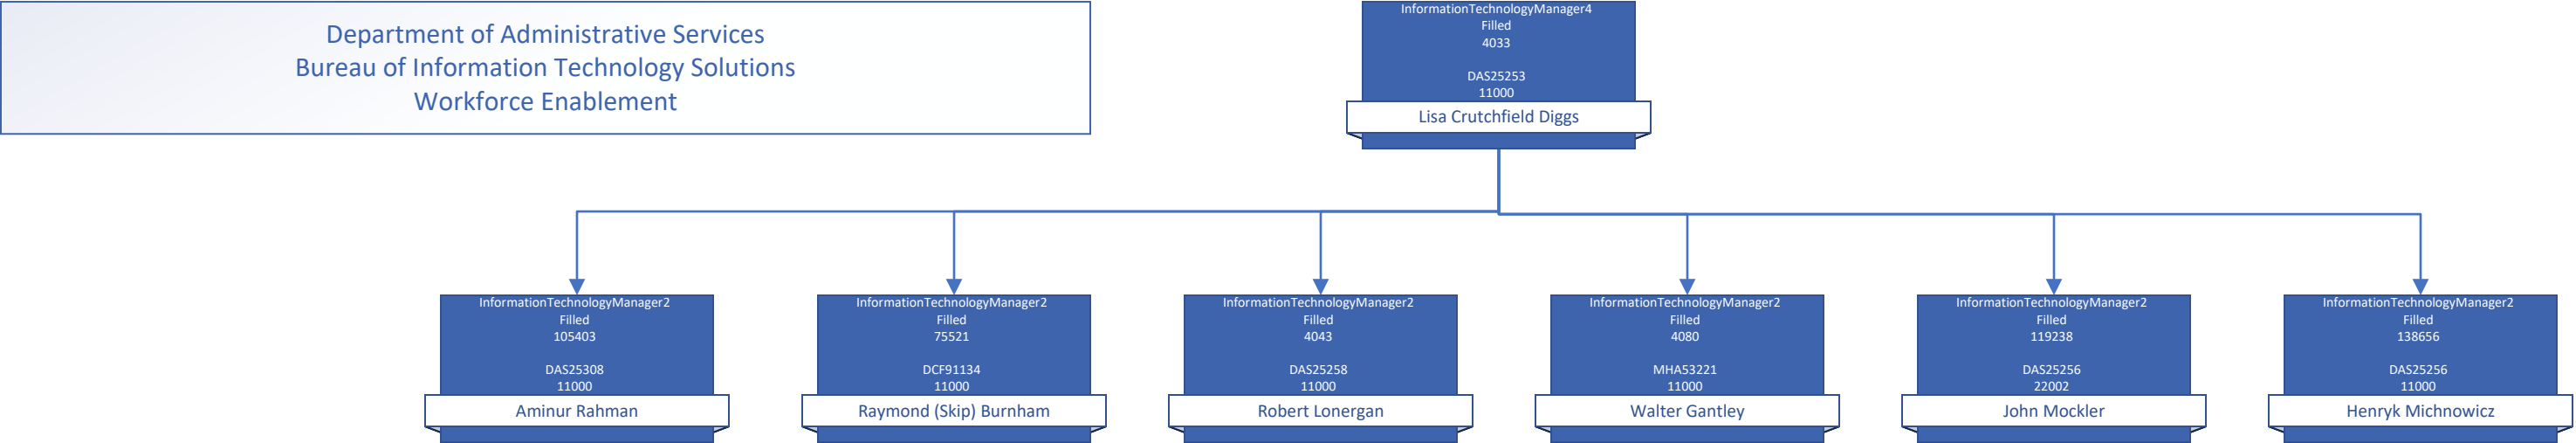 Department of Administrative Services
Bureau of Information Technology Solutions
Workforce Enablement
InformationTechnologyManager4
Filled
4033
DAS25253
11000
Lisa Crutchfield Diggs
InformationTechnologyManager2
Filled
105403
DAS25308
11000
Aminur Rahman
InformationTechnologyManager2
Filled
75521
DCF91134
11000
Raymond (Skip) Burnham
InformationTechnologyManager2
Filled
4043
DAS25258
11000
Robert Lonergan
InformationTechnologyManager2
Filled
4080
MHA53221
11000
Walter Gantley
InformationTechnologyManager2
Filled
119238
DAS25256
22002
John Mockler
InformationTechnologyManager2
Filled
138656
DAS25256
11000
Henryk Michnowicz